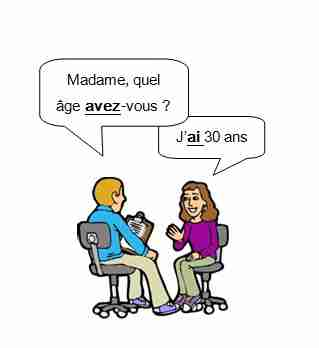 Madame, quel
âge avez-vous ?
J'ai 30 ans